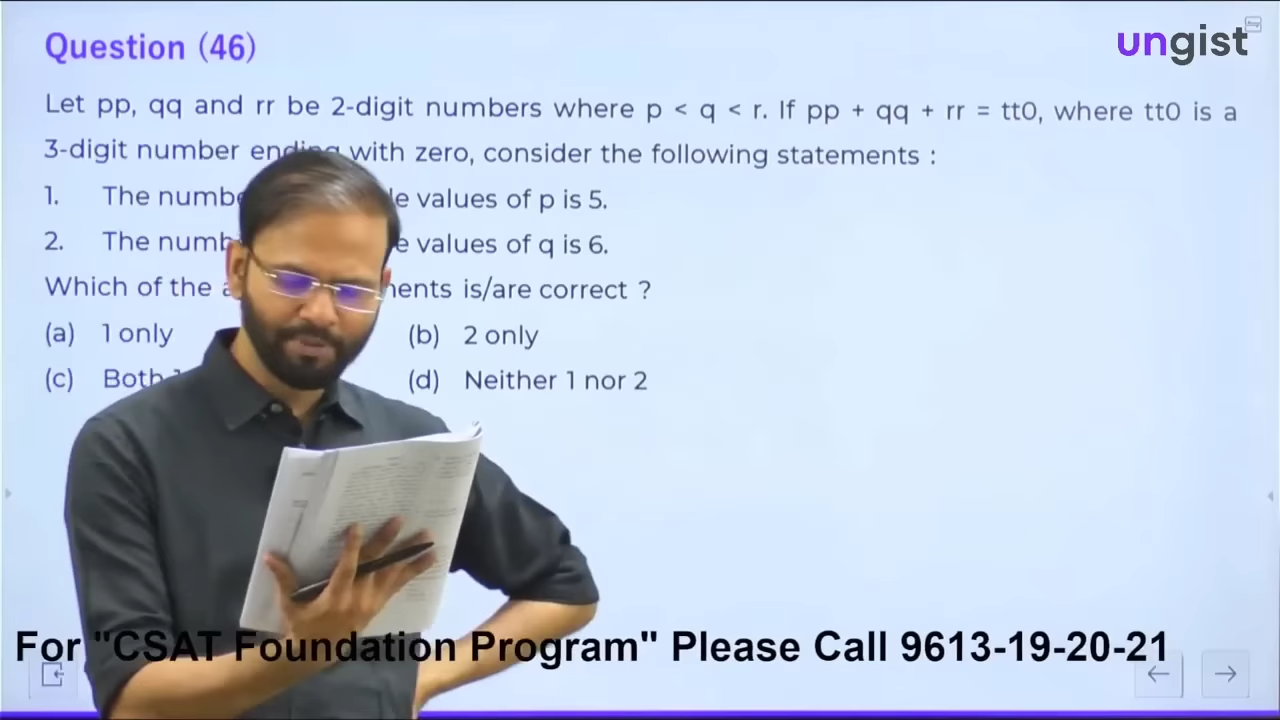 Question (46)
ungist
Let pp, qq and rr be 2-digit numbers where p < q < r. If pp + qq + rr = tt0, where tt0 is a
3-digit number ending with zero, consider the following statements :
1. The numb values of p is 5.
2. The numb values of q is 6.
Which of the is/are correct ?
(a) 1 only (b) 2 only
(c) Both (d) Neither 1 nor 2
For "CSAT Foundation Program" Please Call 9613-19-20-21